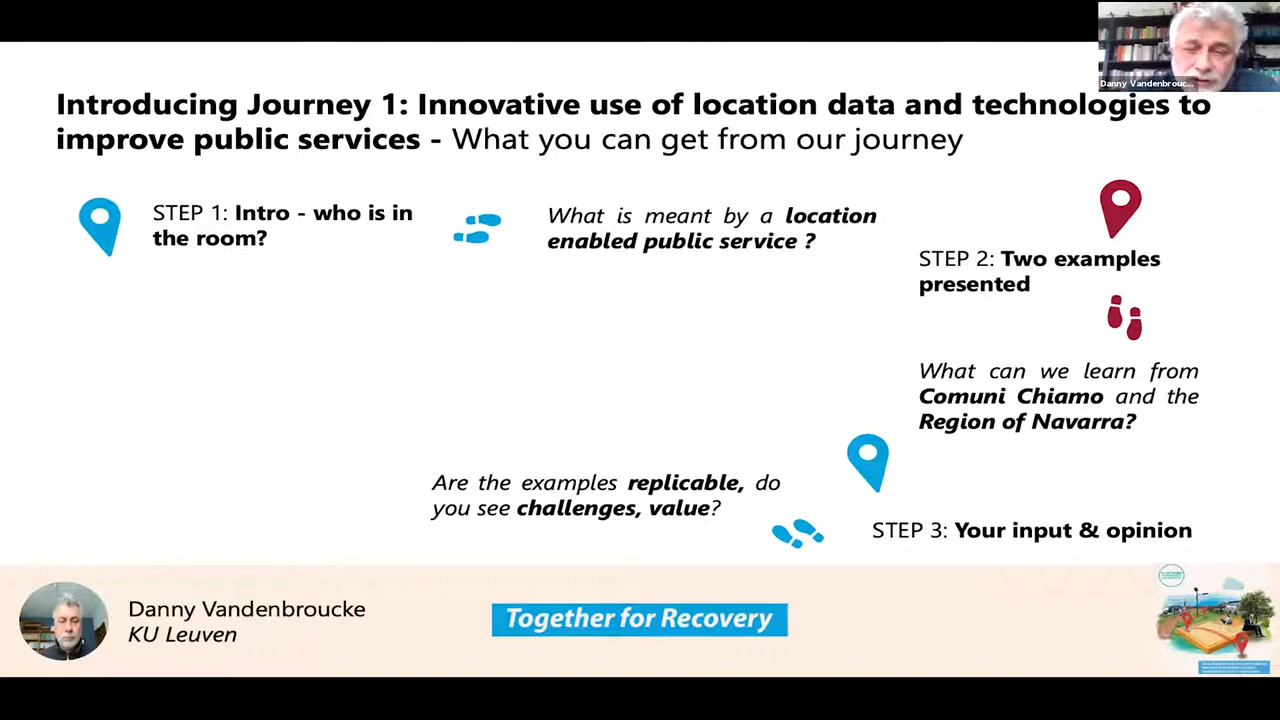 Danny Vandenbrouc...
Introducing Journey 1: Innovative use of location data and technologies to
improve public services - What you can get from our journey
STEP 1: Intro - who is in
the room?
What is meant by a location
enabled public service ?
STEP 2: Two examples
presented
What can we learn from
Comuni Chiamo and the
Region of Navarra?
STEP 3: Your input & opinion
Are the examples replicable, do
you see challenges, value?
Danny Vandenbroucke
KU Leuven
Together for Recovery